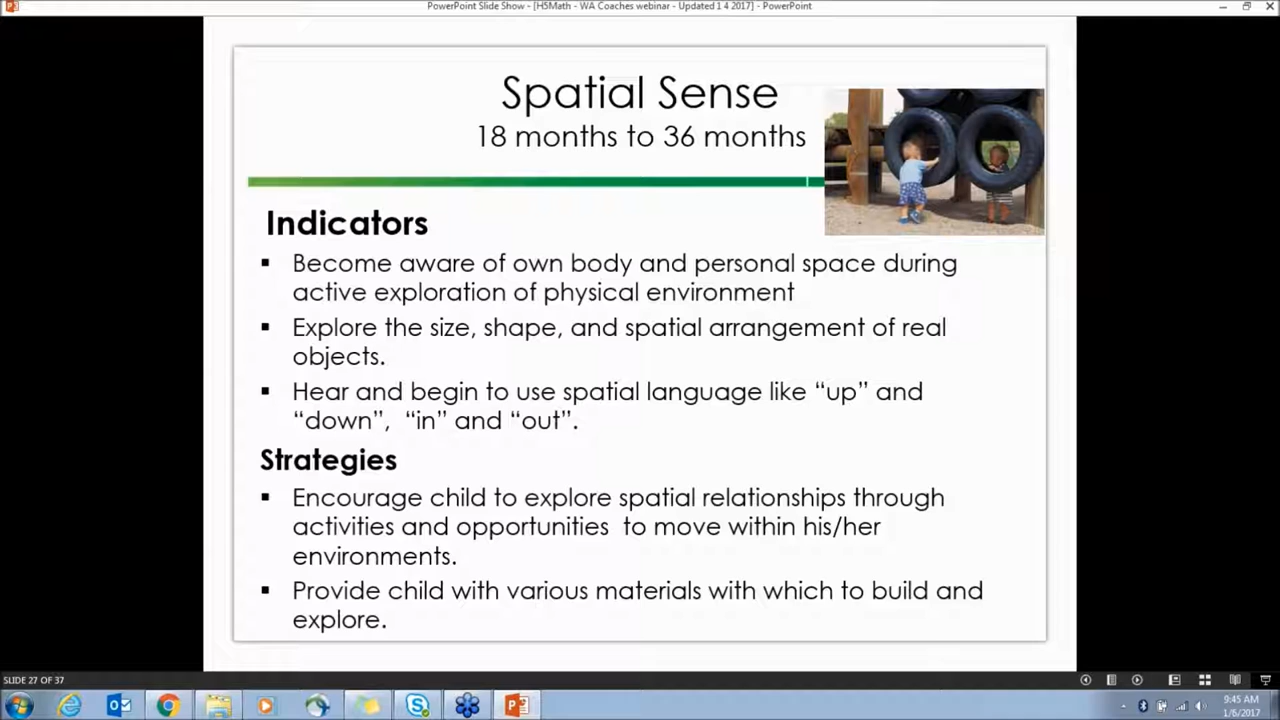 PowerPoint Slide Show - [H5Math - WA Coaches webinar - Updated 1 4 2017] - PowerPoint
Spatial Sense
18 months to 36 months
Indicators
▪ Become aware of own body and personal space during
active exploration of physical environment
▪ Explore the size, shape, and spatial arrangement of real
objects.
▪ Hear and begin to use spatial language like “up” and
“down”,  “in” and “out”.
Strategies
▪ Encourage child to explore spatial relationships through
activities and opportunities  to move within his/her
environments.
▪ Provide child with various materials with which to build and
explore.
SLIDE 27 OF 37
9:45 AM
1/6/2017